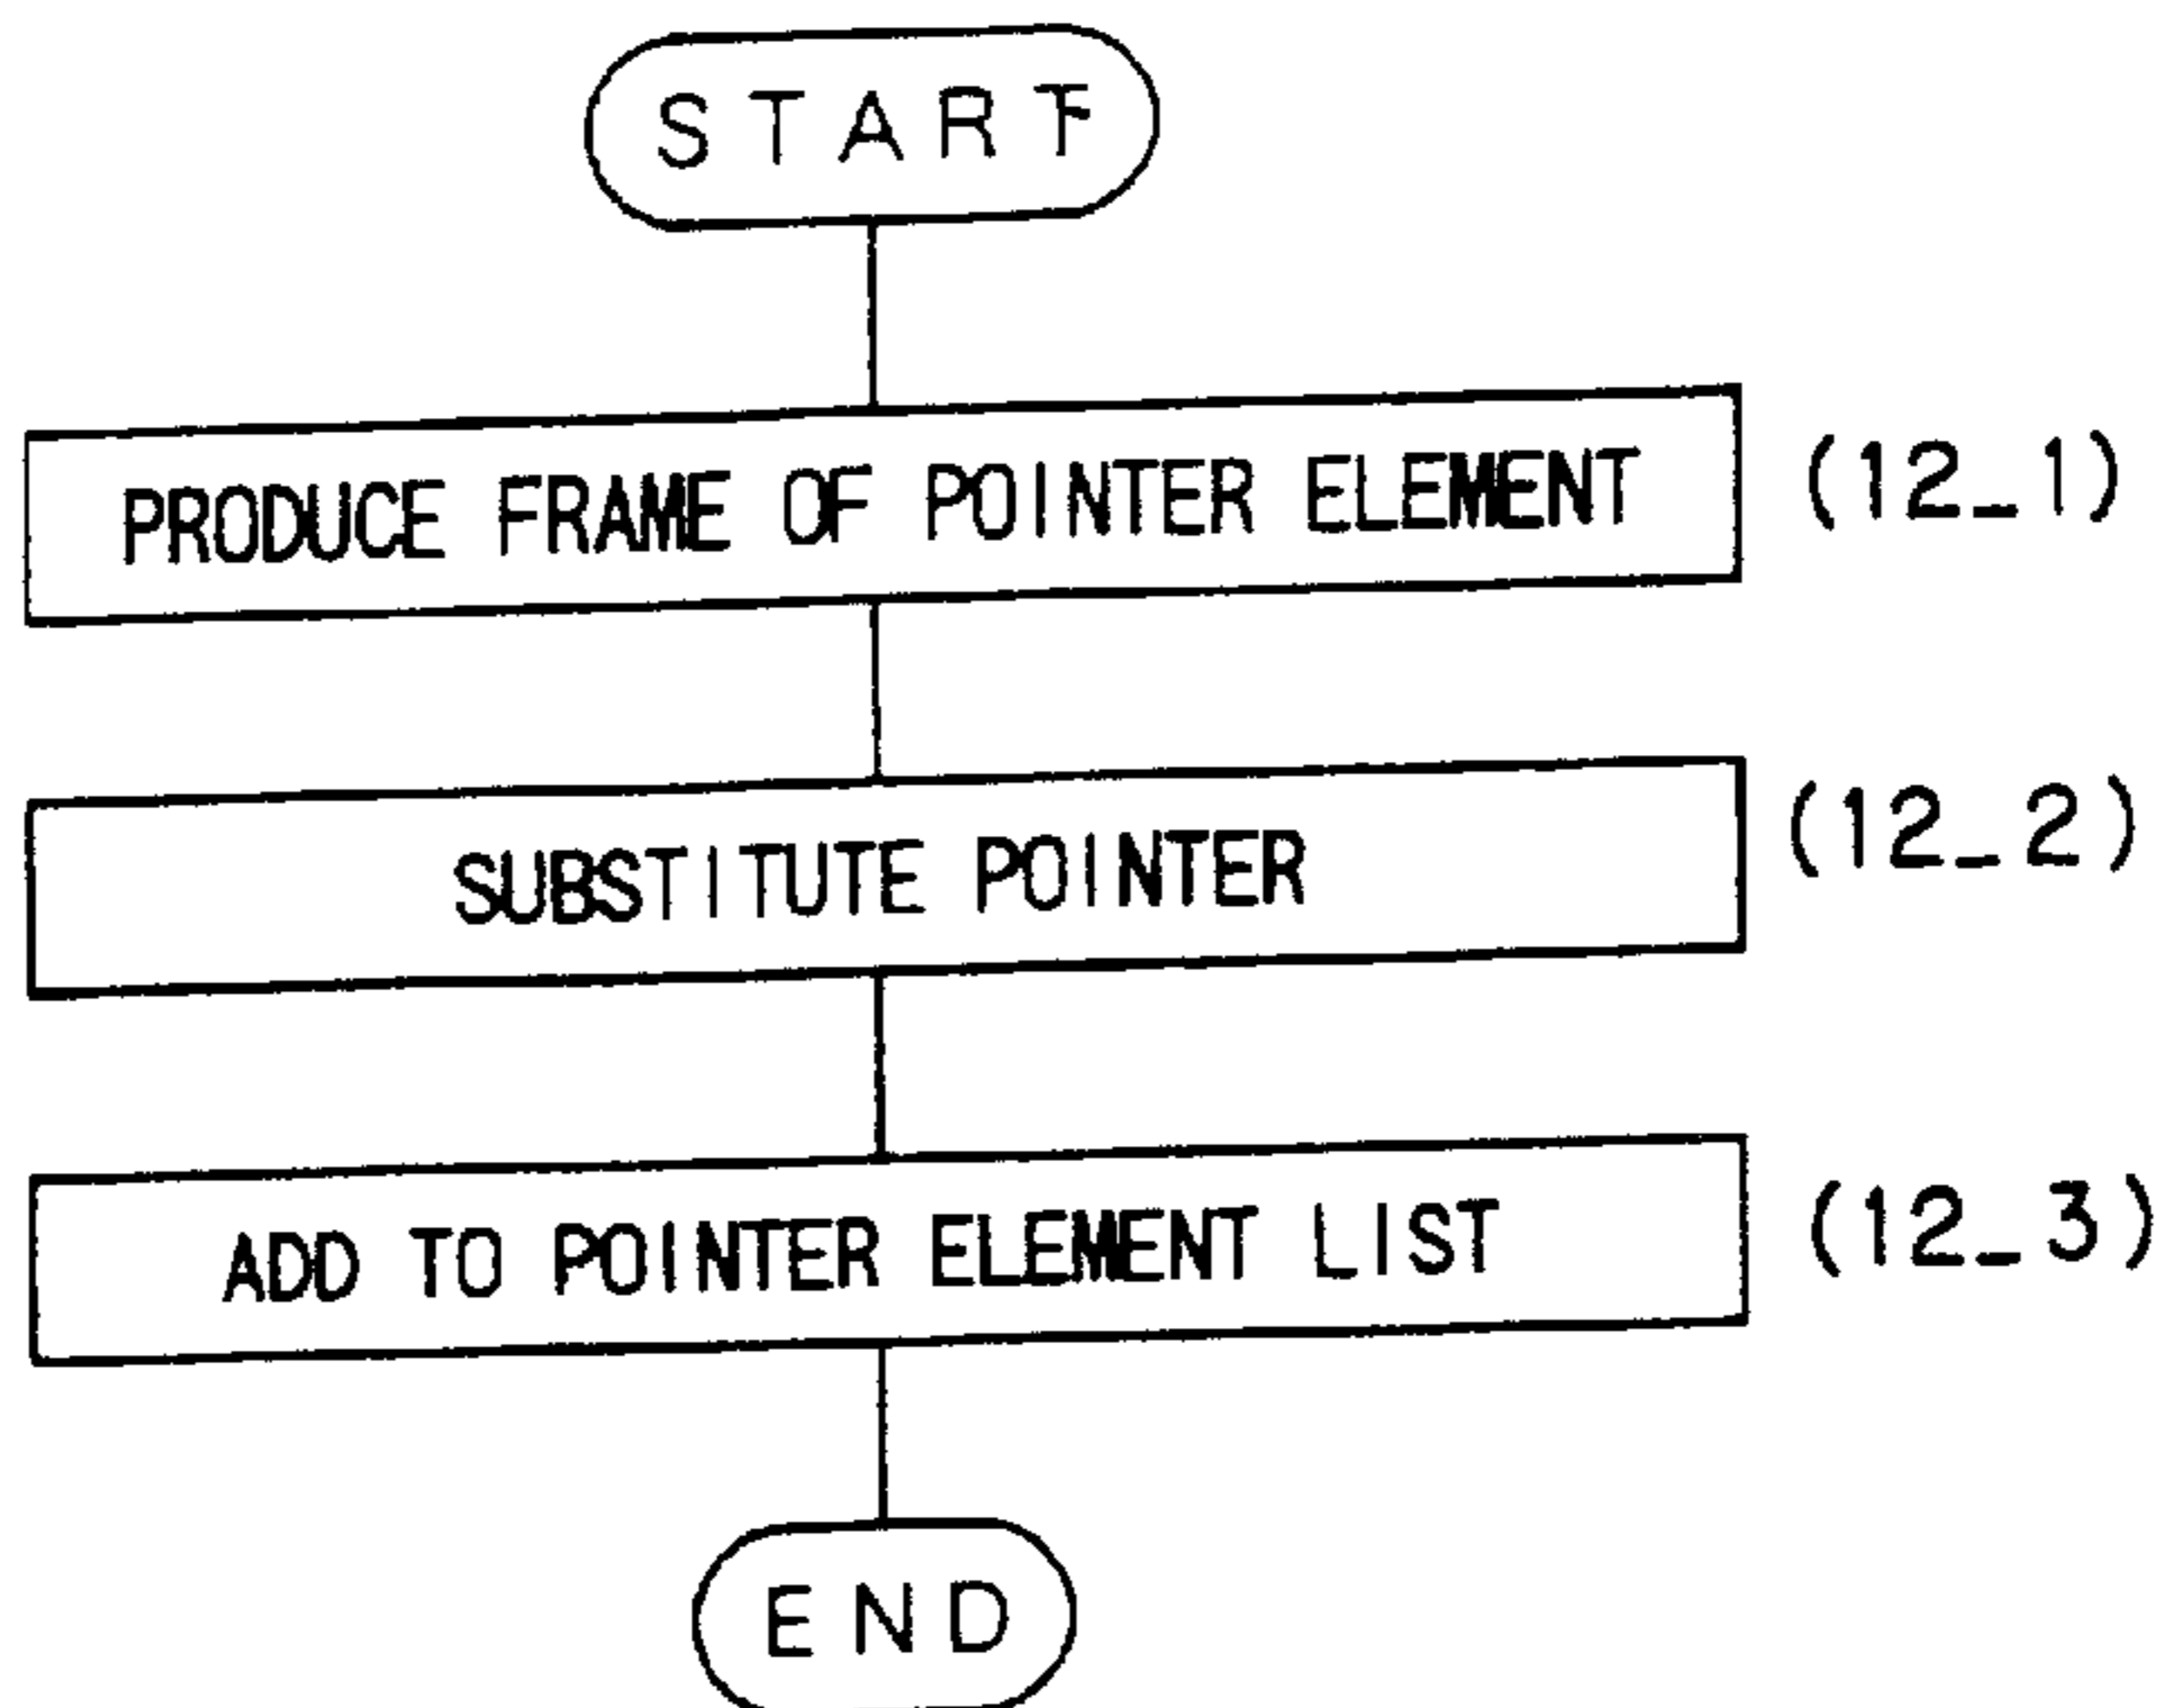 START
PRODUCE FRAME OF POINTER ELEMENT (12_1)
SUBSTITUTE POINTER (12_2)
ADD TO POINTER ELEMENT LIST (12_3)
END